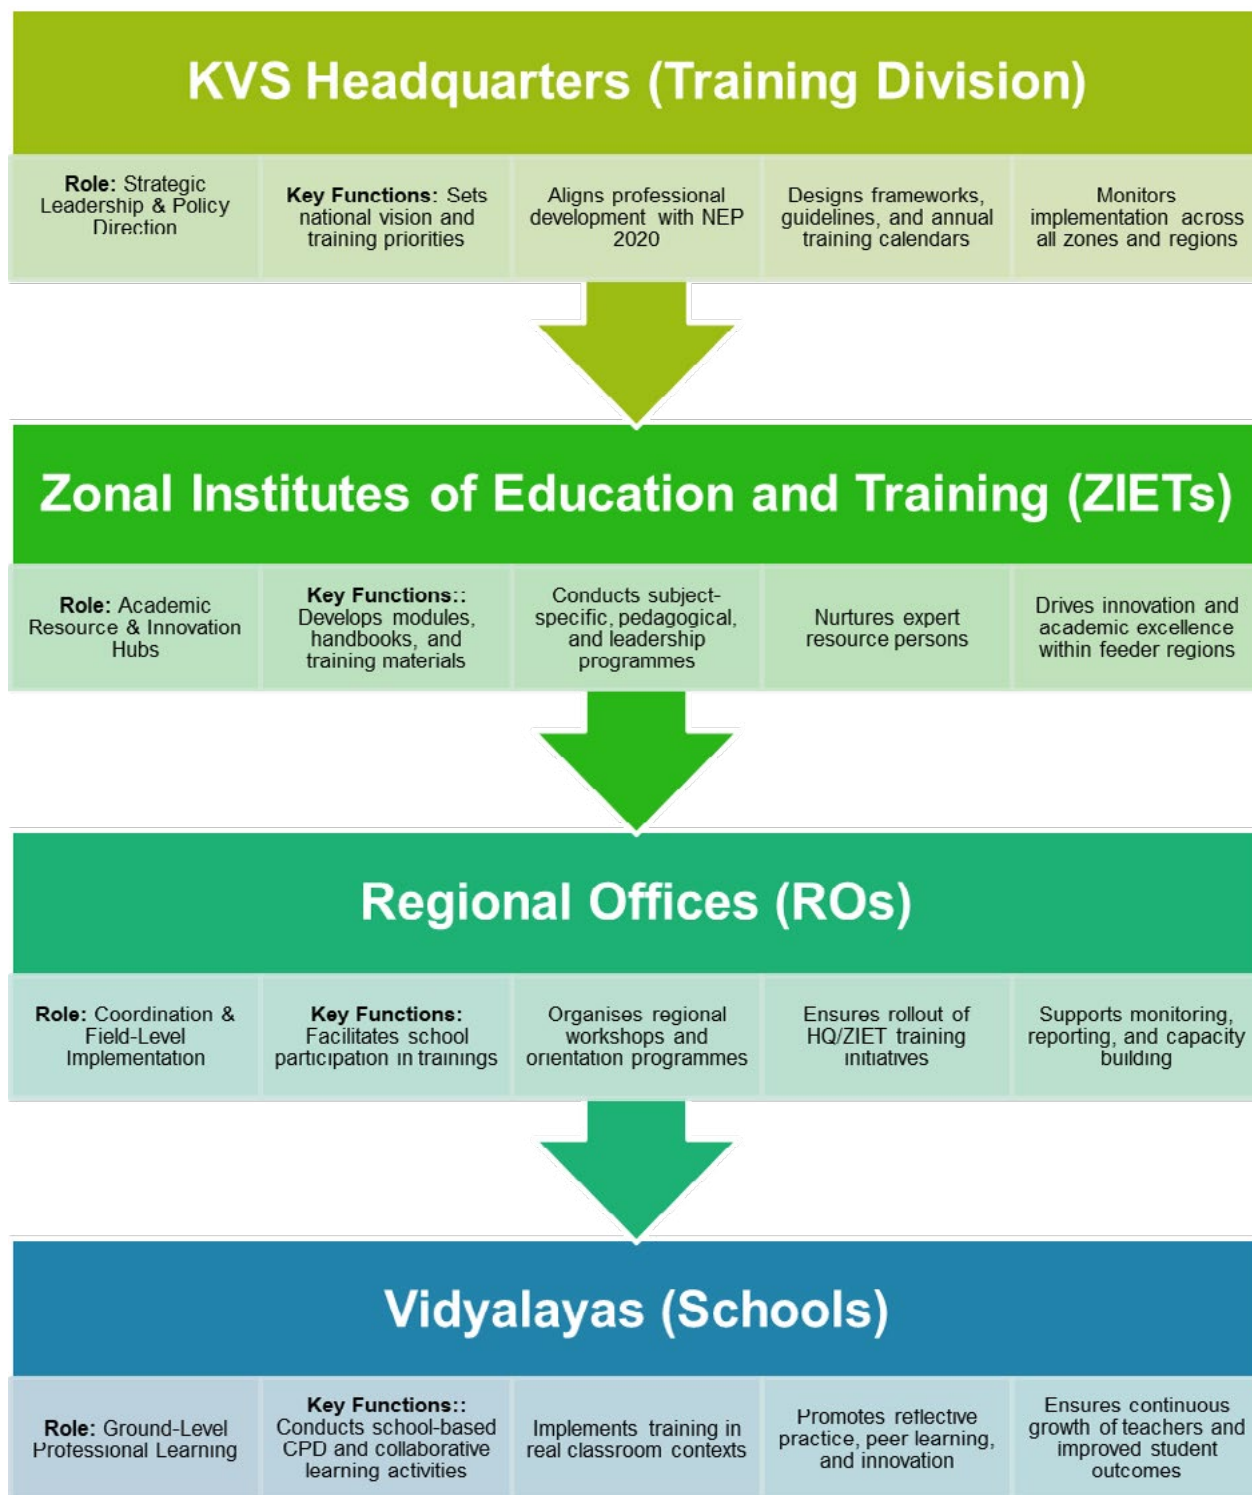 KVS Headquarters (Training Division)
Role: Strategic
Leadership & Policy
Direction
Key Functions: Sets
national vision and
training priorities
Aligns professional
development with NEP
2020
Designs frameworks,
guidelines, and annual
training calendars
Monitors
implementation across
all zones and regions
Zonal Institutes of Education and Training (ZIETs)
Role: Academic
Resource & Innovation
Hubs
Key Functions::
Develops modules,
handbooks, and
training materials
Conducts subject-
specific, pedagogical,
and leadership
programmes
Nurtures expert
resource persons
Drives innovation and
academic excellence
within feeder regions
Regional Offices (ROs)
Role: Coordination &
Field-Level
Implementation
Key Functions:
Facilitates school
participation in trainings
Organises regional
workshops and
orientation programmes
Ensures rollout of
HQ/ZIET training
initiatives
Supports monitoring,
reporting, and capacity
building
Vidyalayas (Schools)
Role: Ground-Level
Professional Learning
Key Functions::
Conducts school-based
CPD and collaborative
learning activities
Implements training in
real classroom contexts
Promotes reflective
practice, peer learning,
and innovation
Ensures continuous
growth of teachers and
improved student
outcomes